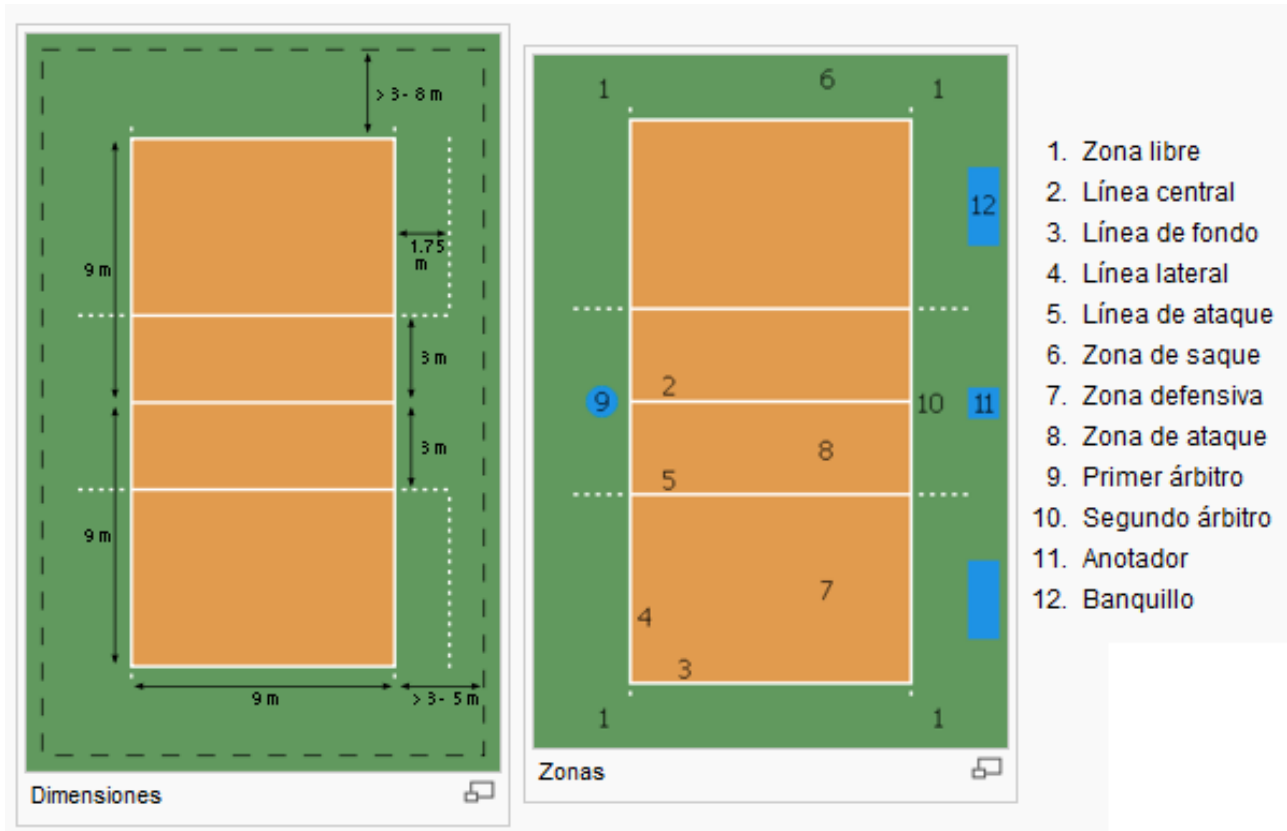 > 3- 8 m
1.75
m
9 m
3 m
3 m
9 m
9 m
> 3- 5 m
Dimensiones
1
6
1
12
2
9
10
11
8
5
7
4
3
1
1
Zonas
1. Zona libre
2. Línea central
3. Línea de fondo
4. Línea lateral
5. Línea de ataque
6. Zona de saque
7. Zona defensiva
8. Zona de ataque
9. Primer árbitro
10. Segundo árbitro
11. Anotador
12. Banquillo